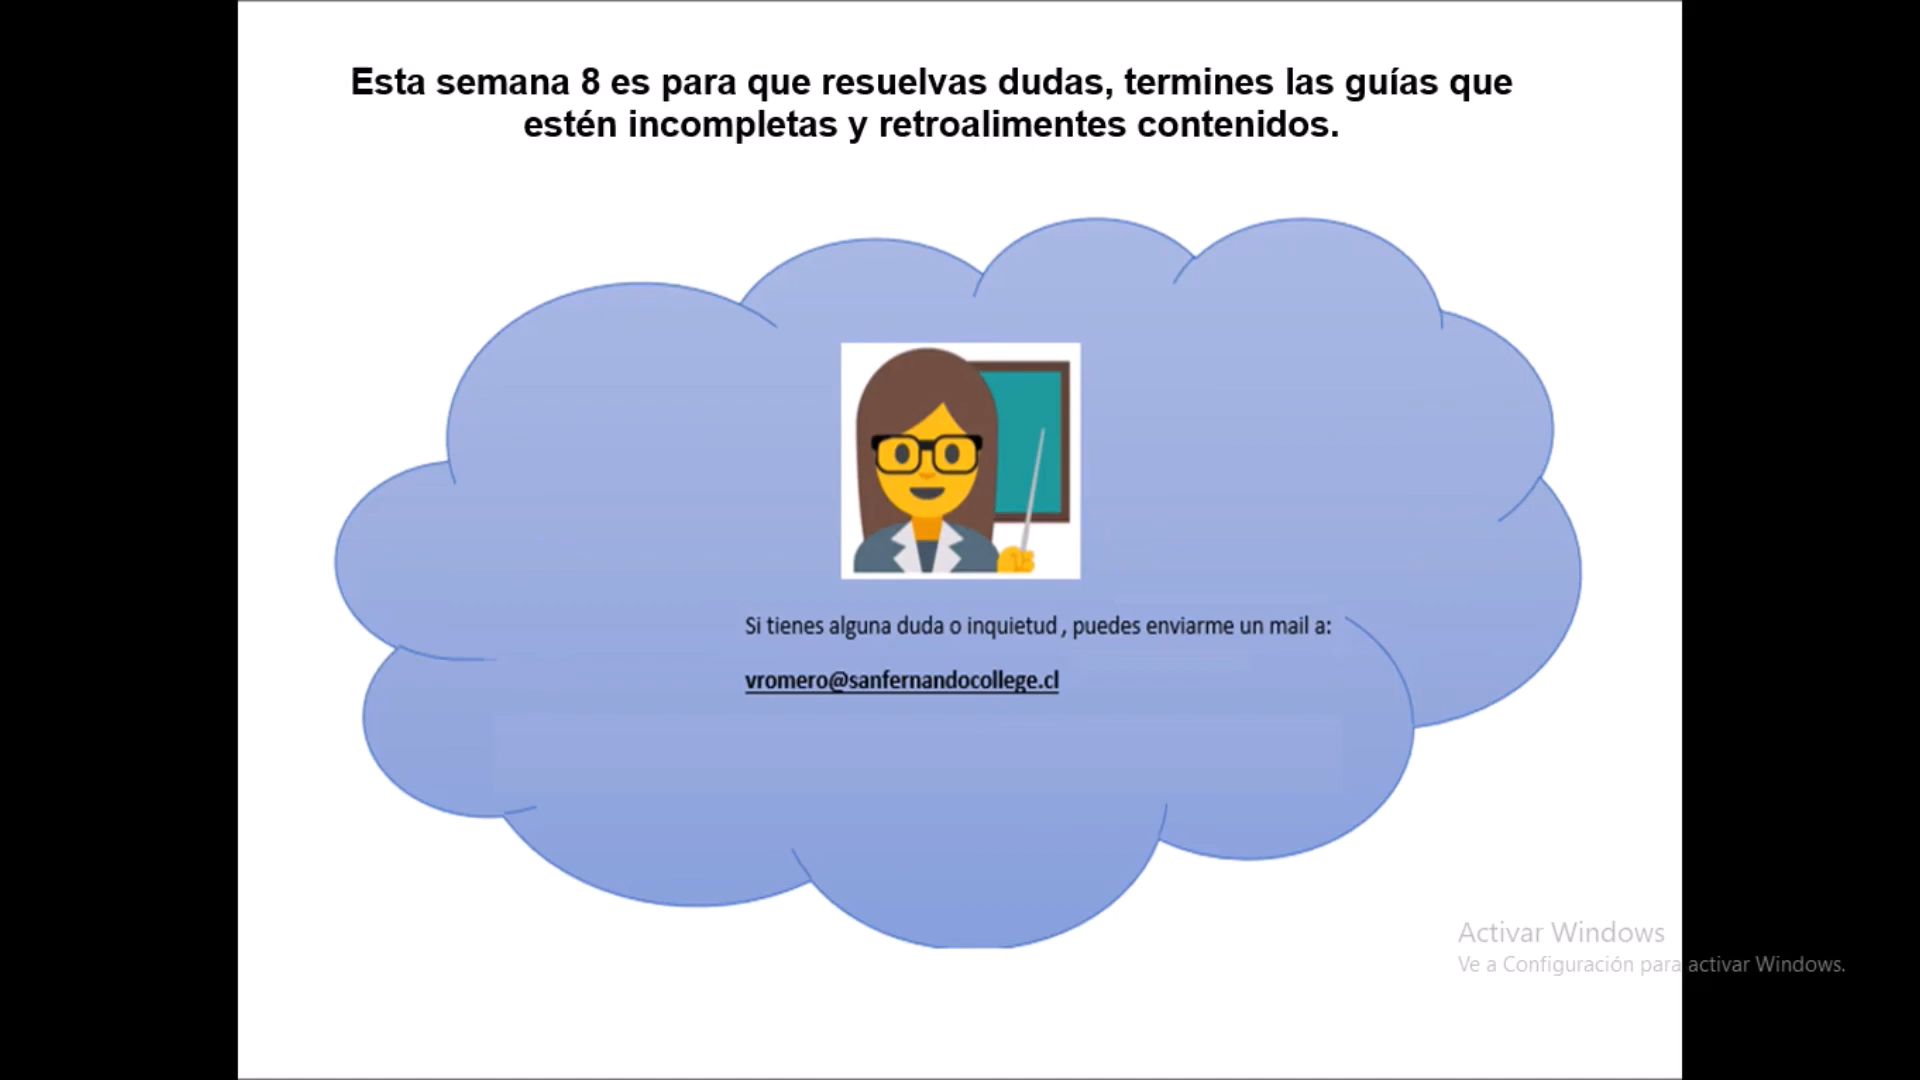 Esta semana 8 es para que resuelvas dudas, termines las guías que
estén incompletas y retroalimentes contenidos.
Si tienes alguna duda o inquietud , puedes enviarme un mail a:
vromero@sanfernandocollege.cl
Activar Windows
Ve a Configuración para activar Windows.